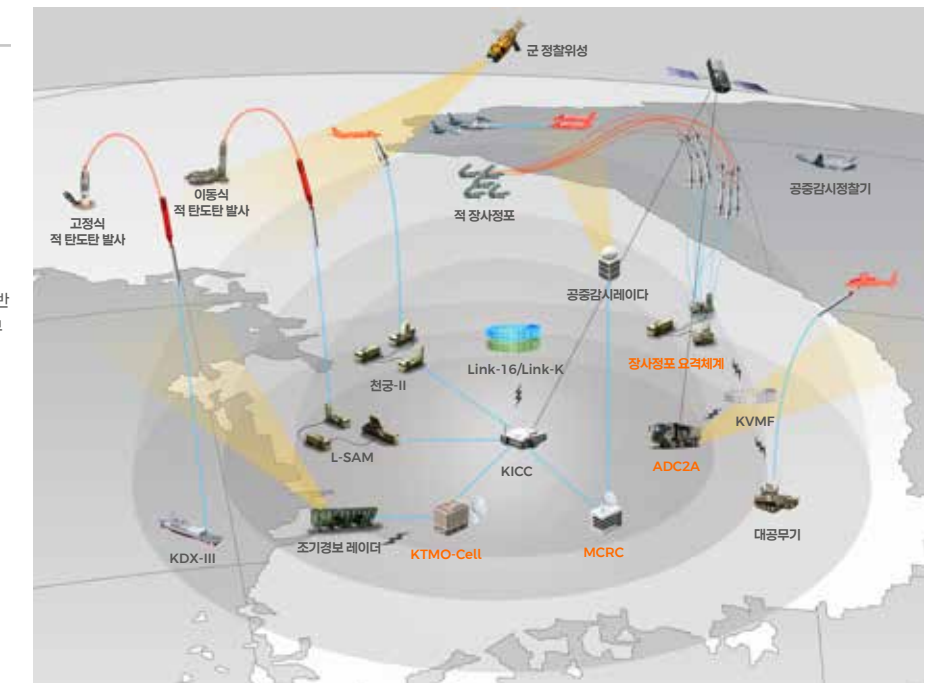 군 정찰위성
이동식
적 탄도탄 발사
고정식
적 탄도탄 발사
적 장사정포
공중감시정찰기
공중감시레이다
반
천궁-II
Link-16/Link-K
장사정포 요격체계
KVMF
L-SAM
KICC
ADC2A
KDX-III
조기경보 레이더
KTMO-Cell
MCRC
대공무기